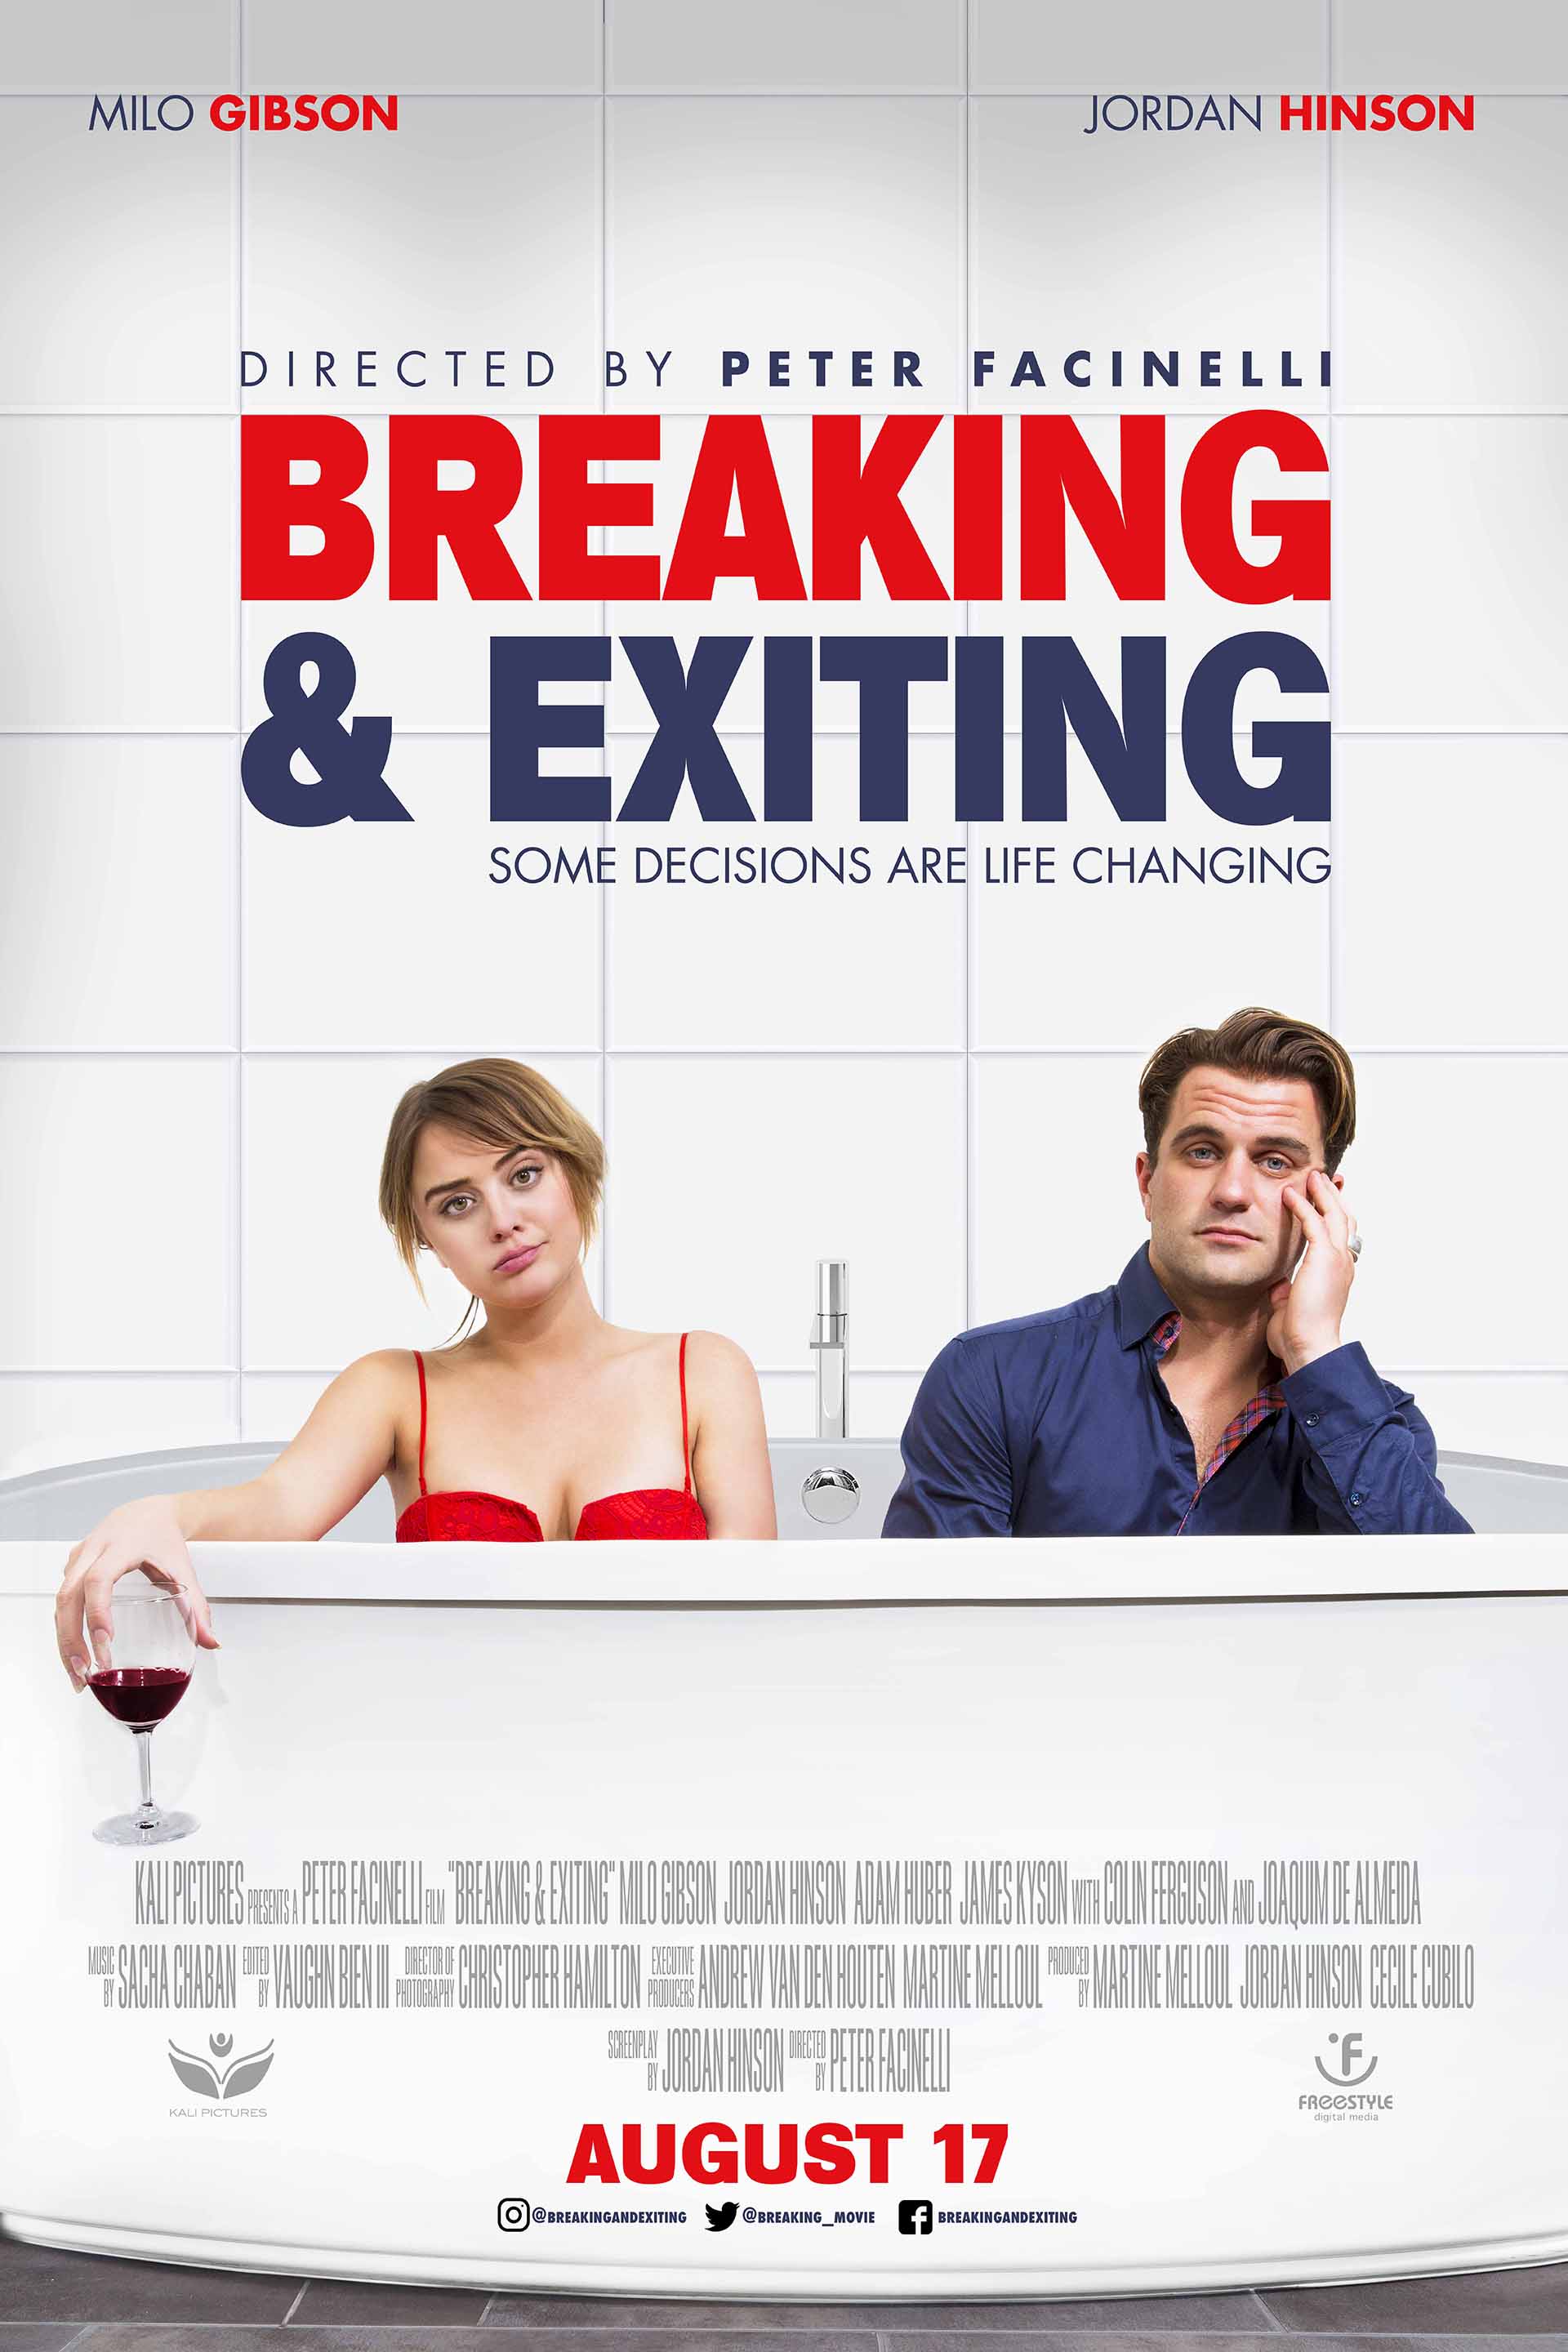 MILO GIBSON
JORDAN HINSON
DIRECTED BY PETER FACINELLI
BREAKING
& EXITING
SOME DECISIONS ARE LIFE CHANGING
KALI PICTURES PRESENTS A PETER FACINELLI FILM "BREAKING & EXITING" MILO GIBSON JORDAN HINSON ADAM HUBER JAMES KYSON WITH COLIN FERGUSON AND JOAQUIM DE ALMEIDA
MUSIC BY SACHA CHABAN EDITED BY VAUGHN BIEN III DIRECTOR OF PHOTOGRAPHY CHRISTOPHER HAMILTON EXECUTIVE PRODUCERS ANDREW VAN DEN HOUTEN MARTINE MELLOUL PRODUCED BY MARTINE MELLOUL JORDAN HINSON CECILE CUBILO
SCREENPLAY BY JORDAN HINSON DIRECTED BY PETER FACINELLI
KALI PICTURES
iF
FREESTYLE
digital media
AUGUST 17
@BREAKINGANDEXITING @BREAKING_MOVIE BREAKINGANDEXITING